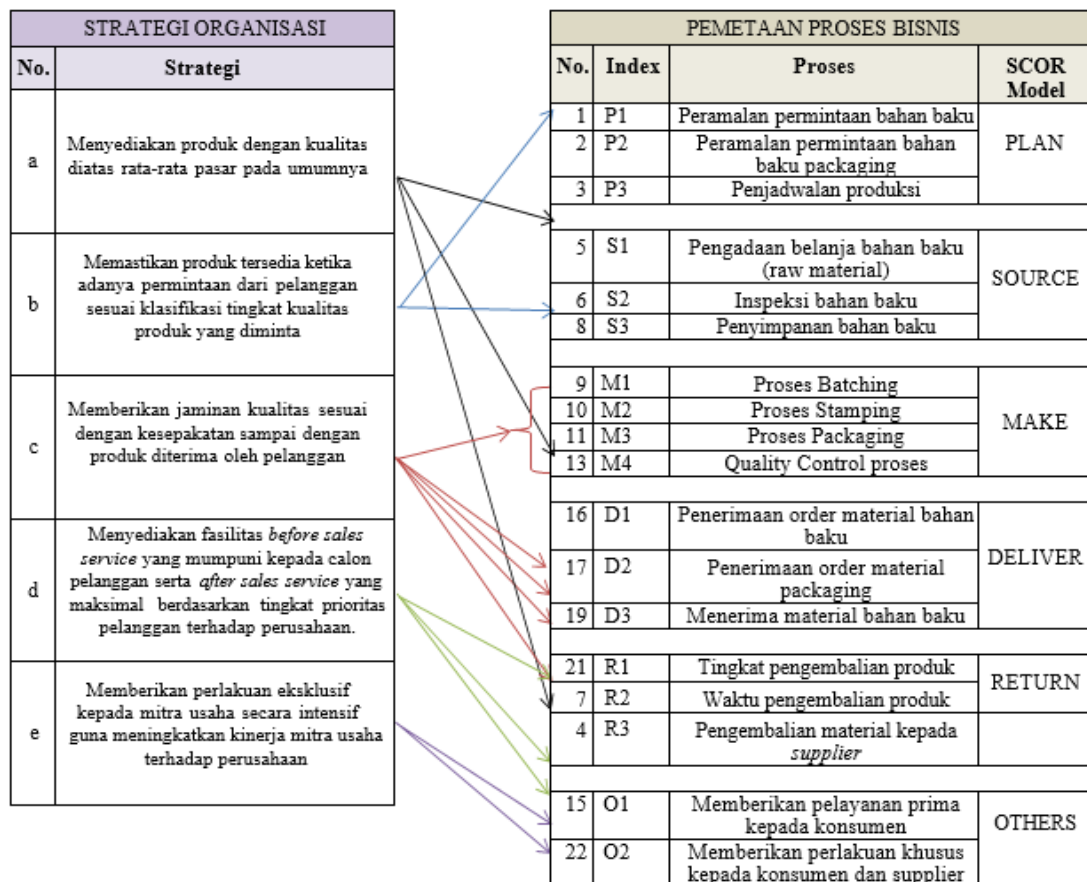 STRATEGI ORGANISASI
No. Strategi
a
Menyediakan produk dengan kualitas
diatas rata-rata pasar pada umumnya
b
Memastikan produk tersedia ketika
adanya permintaan dari pelanggan
sesuai klasifikasi tingkat kualitas
produk yang diminta
c
Memberikan jaminan kualitas sesuai
dengan kesepakatan sampai dengan
produk diterima oleh pelanggan
d
Menyediakan fasilitas before sales
service yang mumpuni kepada calon
pelanggan serta after sales service yang
maksimal berdasarkan tingkat prioritas
pelanggan terhadap perusahaan.
e
Memberikan perlakuan eksklusif
kepada mitra usaha secara intensif
guna meningkatkan kinerja mitra usaha
terhadap perusahaan
PEMETAAN PROSES BISNIS
No. Index Proses SCOR
Model
1 P1 Peramalan permintaan bahan baku
PLAN
2 P2 Peramalan permintaan bahan
baku packaging
3 P3 Penjadwalan produksi
5 S1 Pengadaan belanja bahan baku
(raw material)
SOURCE
6 S2 Inspeksi bahan baku
8 S3 Penyimpanan bahan baku
9 M1 Proses Batching
10 M2 Proses Stamping
MAKE
11 M3 Proses Packaging
13 M4 Quality Control proses
16 D1 Penerimaan order material bahan
baku
DELIVER
17 D2 Penerimaan order material
packaging
19 D3 Menerima material bahan baku
21 R1 Tingkat pengembalian produk
RETURN
7 R2 Waktu pengembalian produk
4 R3 Pengembalian material kepada
supplier
15 O1 Memberikan pelayanan prima
kepada konsumen
OTHERS
22 O2 Memberikan perlakuan khusus
kepada konsumen dan supplier